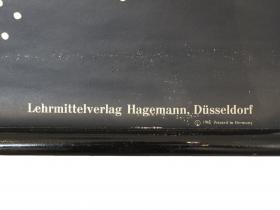 Lehrmittelverlag Hagemann, Düsseldorf
© Printed in Germany